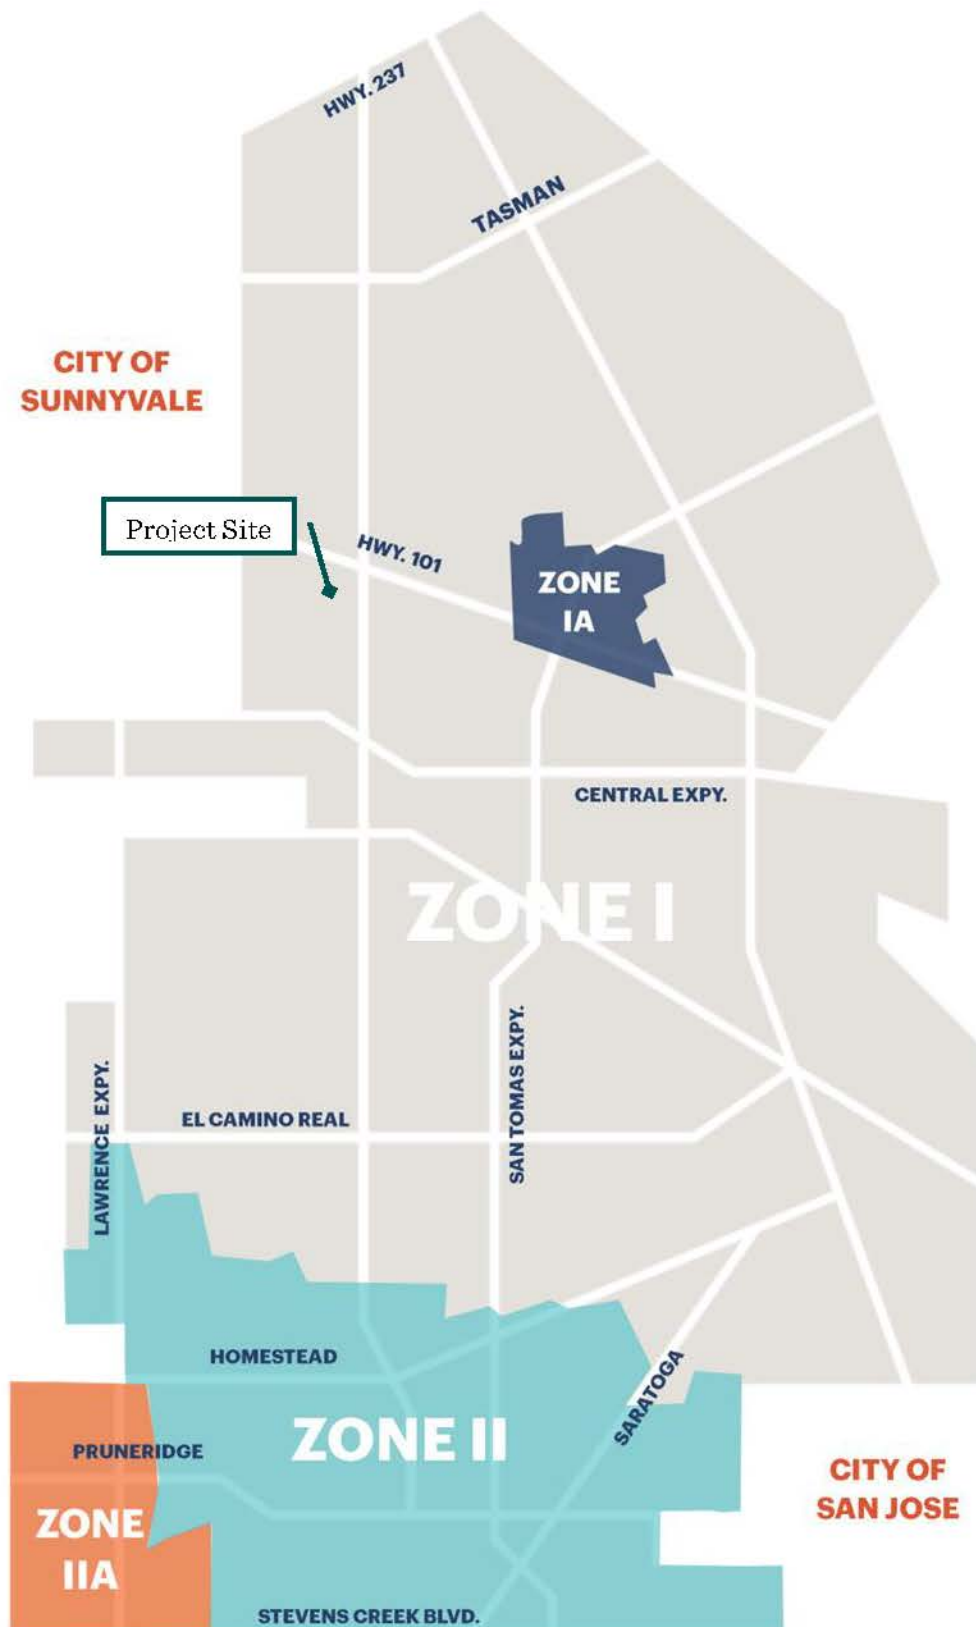 HWY. 237
TASMAN
CITY OF
SUNNYVALE
Project Site
HWY. 101
ZONE
IA
CENTRAL EXPY.
ZONE I
SAN TOMAS EXPY.
LAWRENCE EXPY.
EL CAMINO REAL
HOMESTEAD
SARATOGA
ZONE II
PRUNERIDGE
CITY OF
SAN JOSE
ZONE
IIA
STEVENS CREEK BLVD.